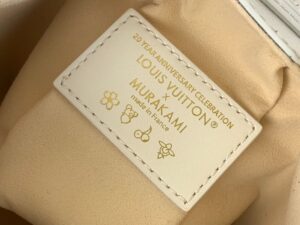 20 YEAR ANNIVERSARY CELEBRATION
LOUIS VUITTON®
×
MURAKAMI
made in France